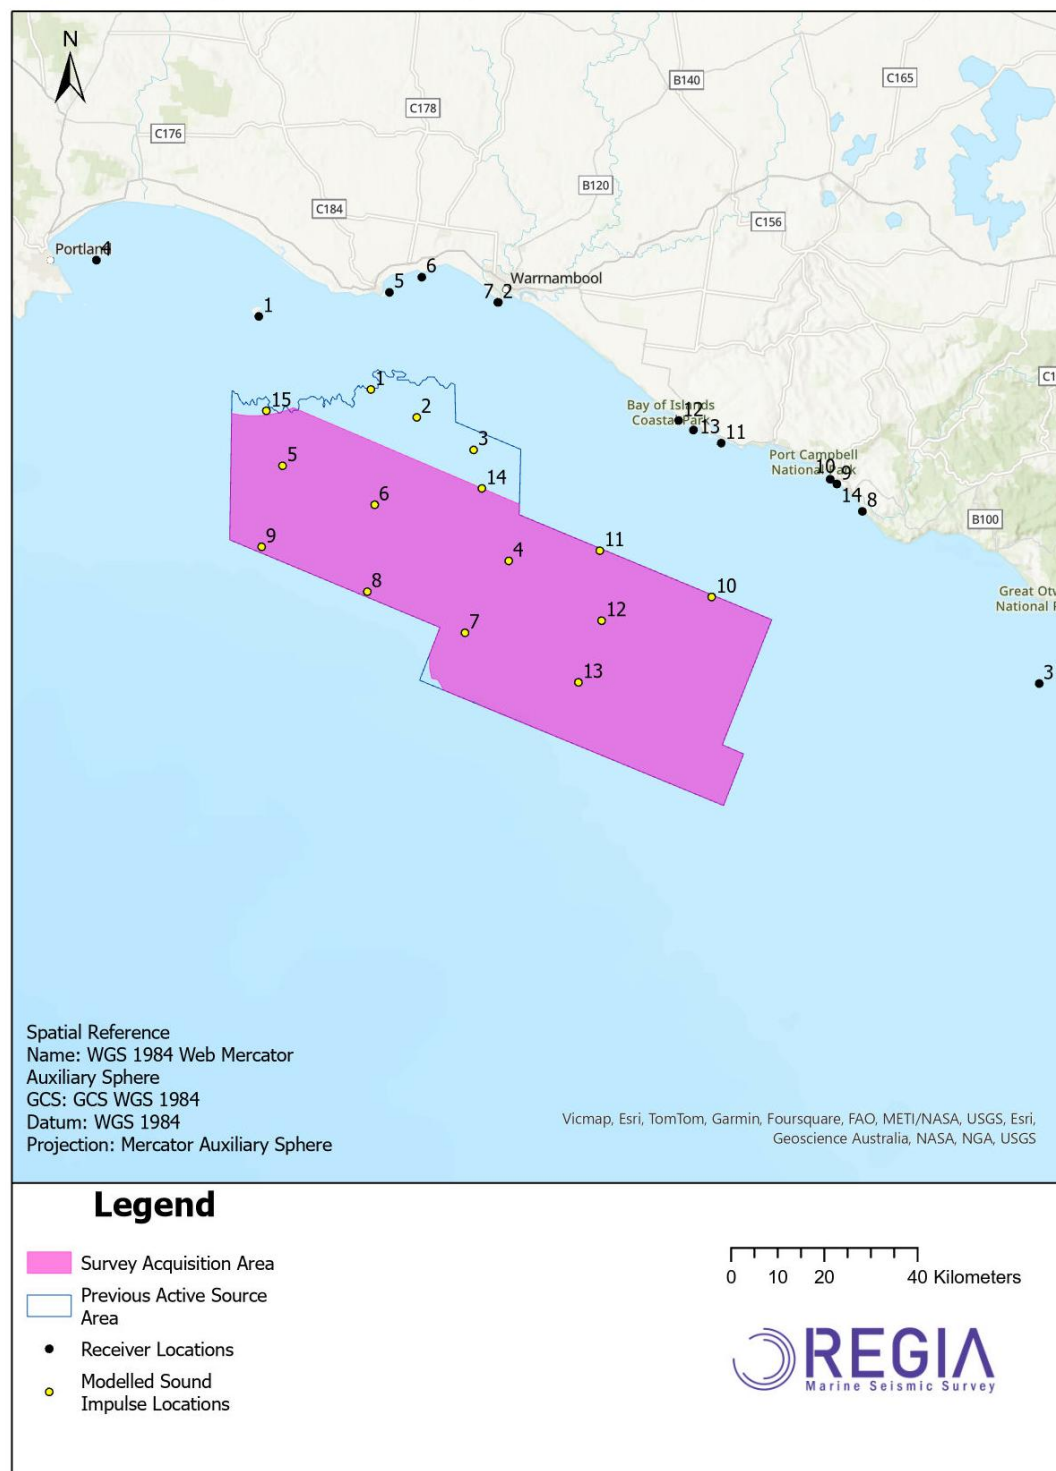 N
C165
B140
C178
C176
B120
C184
C156
Portland
4
6
5
Warrnambool
7 2
1
C1
1
15
2
Bay of Islands
Coastal Park
12
13
11
3
Port Campbell
National Park
5
14
10
9
14
8
6
B100
11
9
4
8
10
Great Otw
National P
12
7
13
3
Spatial Reference
Name: WGS 1984 Web Mercator
Auxiliary Sphere
GCS: GCS WGS 1984
Datum: WGS 1984
Projection: Mercator Auxiliary Sphere
Vicmap, Esri, TomTom, Garmin, Foursquare, FAO, METI/NASA, USGS, Esri,
Geoscience Australia, NASA, NGA, USGS
Legend
Survey Acquisition Area
Previous Active Source
Area
Receiver Locations
Modelled Sound
Impulse Locations
0 10 20 40 Kilometers
REGIA
Marine Seismic Survey